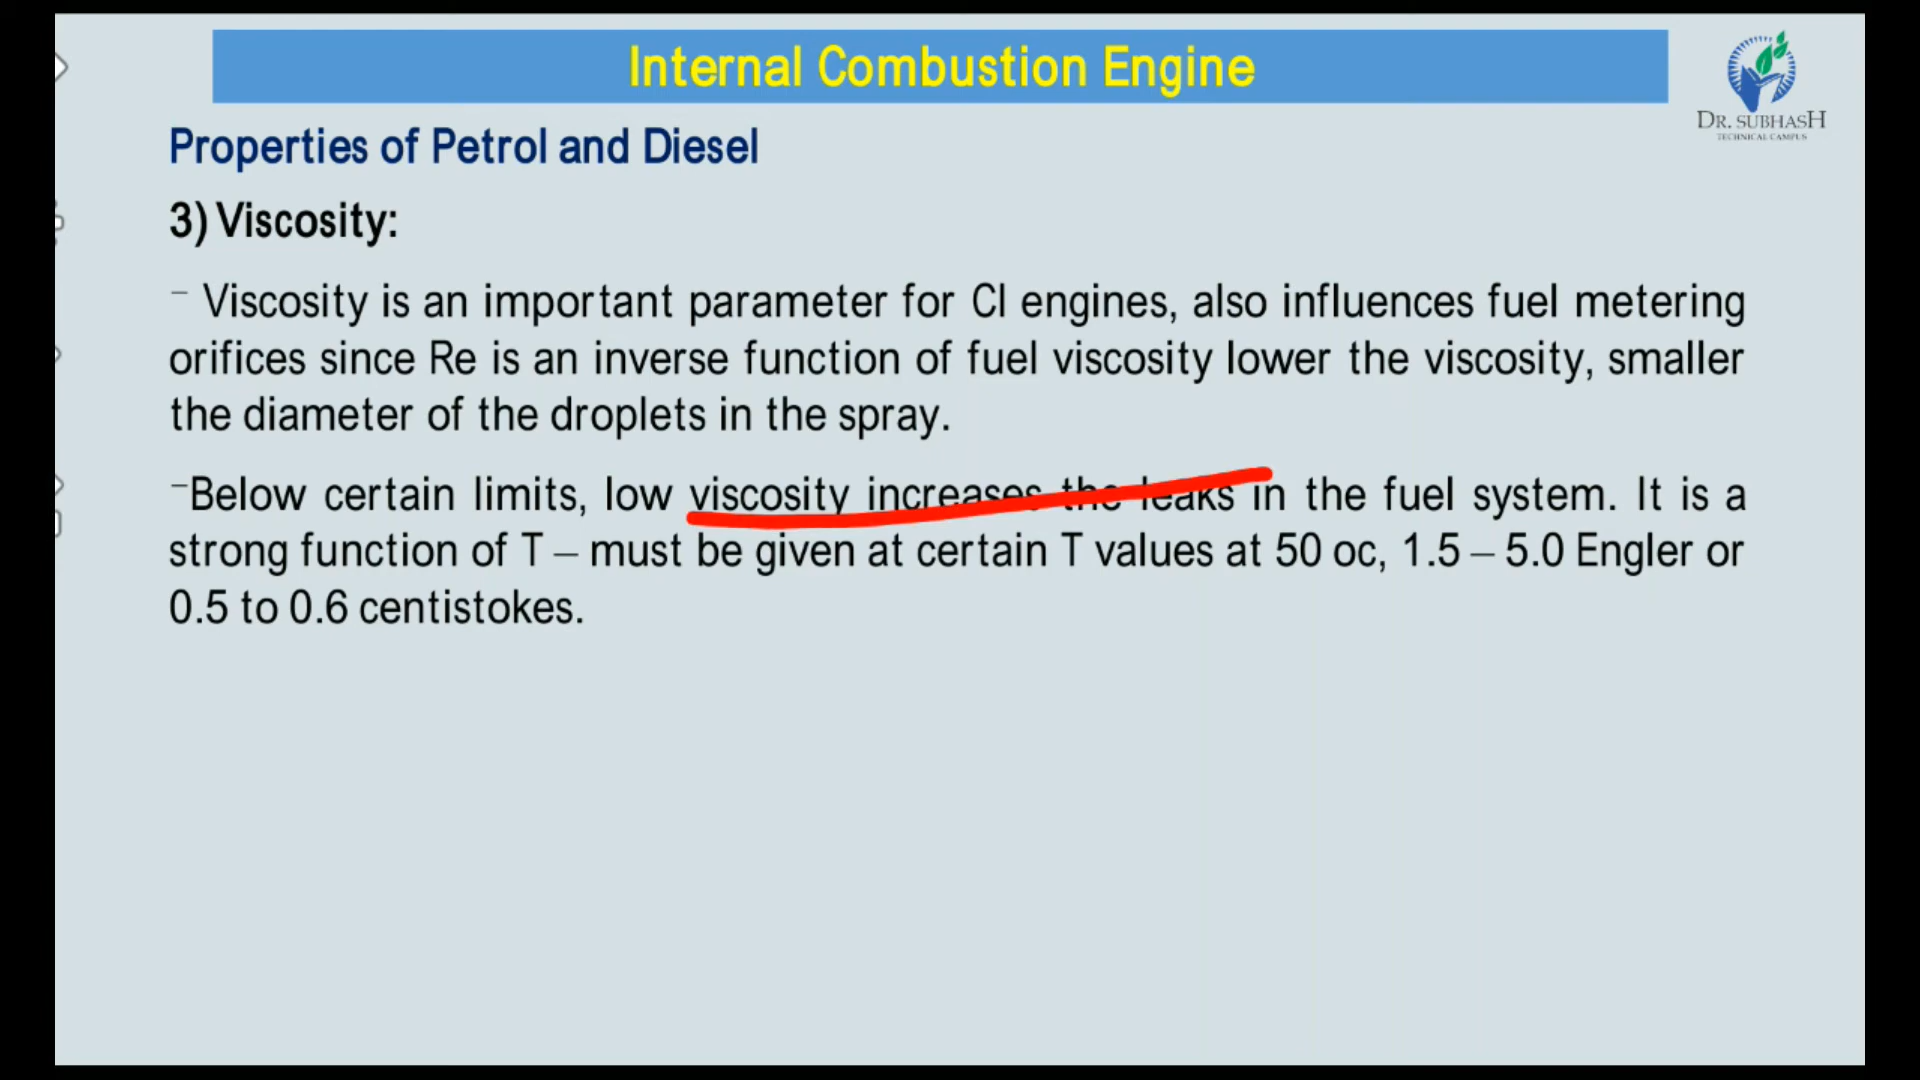 Internal Combustion Engine
DR. SUBHASH
TECHNICAL CAMPUS
Properties of Petrol and Diesel
3) Viscosity:
– Viscosity is an important parameter for CI engines, also influences fuel metering
orifices since Re is an inverse function of fuel viscosity lower the viscosity, smaller
the diameter of the droplets in the spray.
–Below certain limits, low viscosity increases the leaks in the fuel system. It is a
strong function of T – must be given at certain T values at 50 oc, 1.5 – 5.0 Engler or
0.5 to 0.6 centistokes.